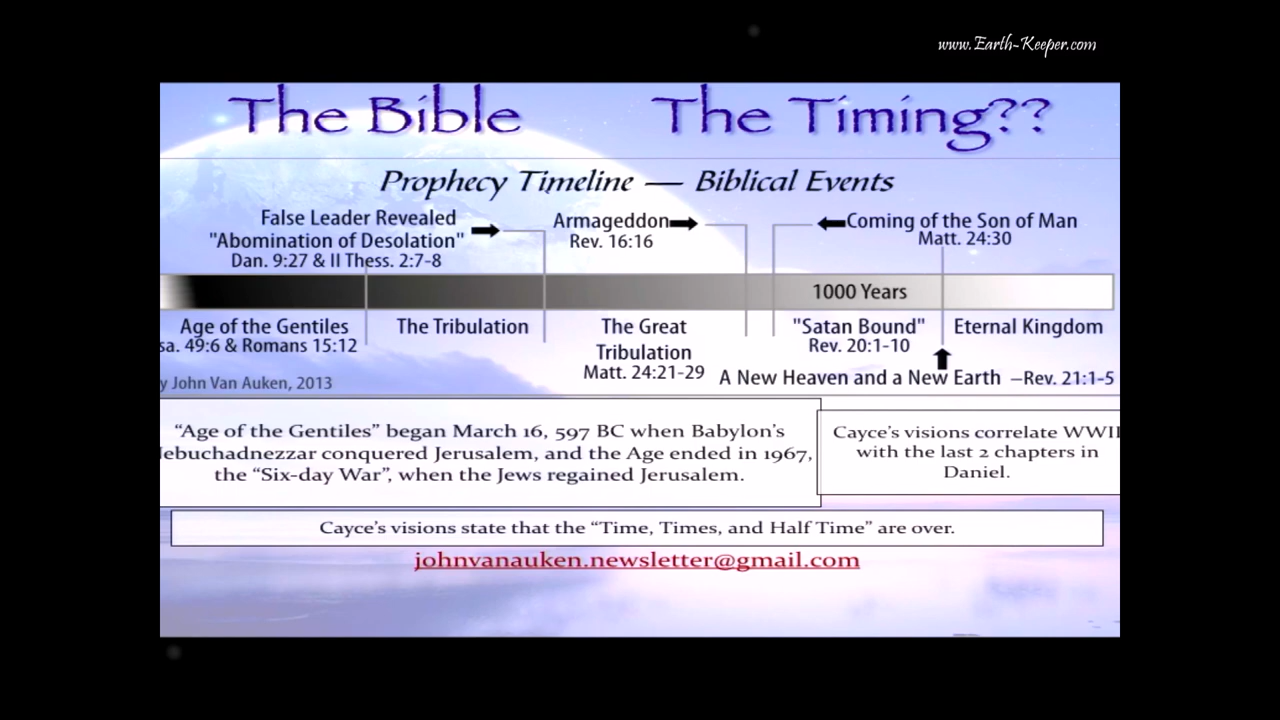 www.Earth-Keeper.com
The Bible
The Timing??
Prophecy Timeline — Biblical Events
False Leader Revealed
"Abomination of Desolation"
Dan. 9:27 & II Thess. 2:7-8
Armageddon
Rev. 16:16
Coming of the Son of Man
Matt. 24:30
1000 Years
Age of the Gentiles
sa. 49:6 & Romans 15:12
The Tribulation
The Great
Tribulation
Matt. 24:21-29
"Satan Bound"
Rev. 20:1-10
Eternal Kingdom
A New Heaven and a New Earth –Rev. 21:1-5
y John Van Auken, 2013
“Age of the Gentiles” began March 16, 597 BC when Babylon’s
Nebuchadnezzar conquered Jerusalem, and the Age ended in 1967,
the “Six-day War”, when the Jews regained Jerusalem.
Cayce’s visions correlate WWII
with the last 2 chapters in
Daniel.
Cayce’s visions state that the “Time, Times, and Half Time” are over.
johnvanauken.newsletter@gmail.com